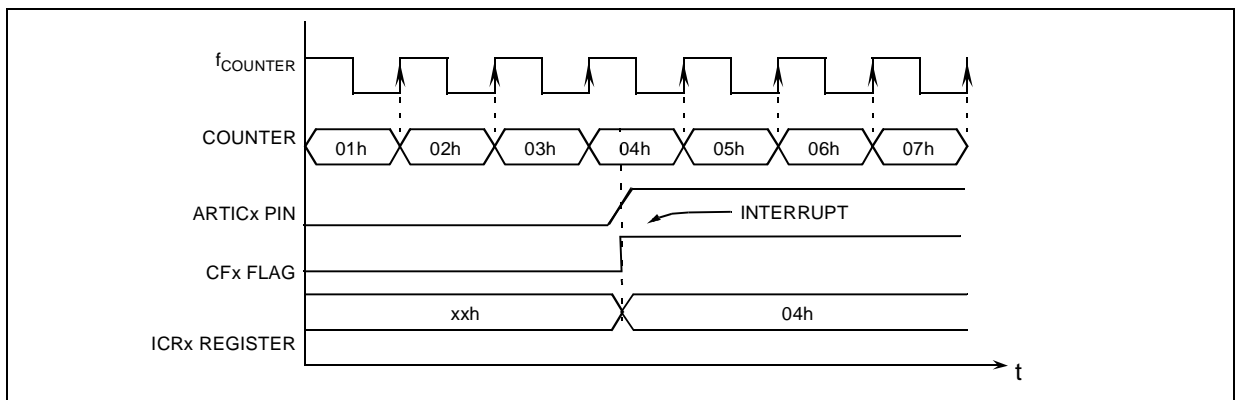 fCOUNTER
COUNTER
01h 02h 03h 04h 05h 06h 07h
ARTICx PIN
INTERRUPT
CFx FLAG
xxh 04h
ICRx REGISTER
t